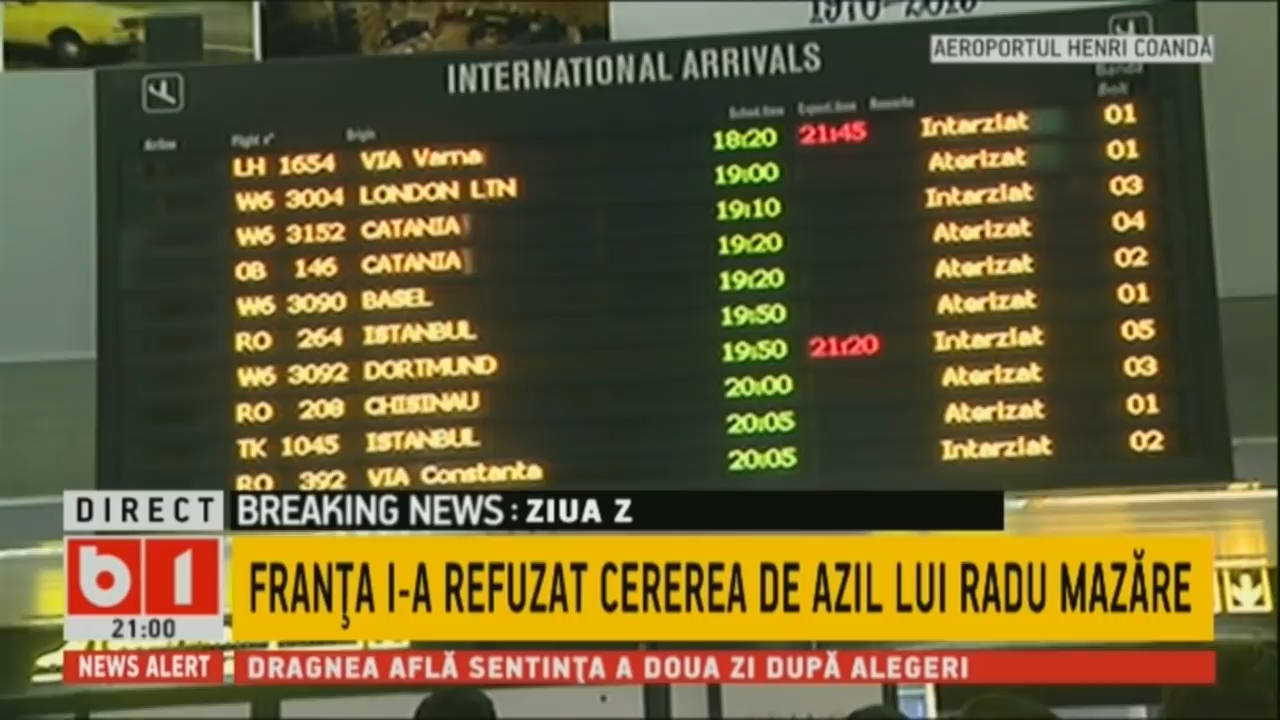 1970-2019
AEROPORTUL HENRI COANDĂ
INTERNATIONAL ARRIVALS
Airline Flight n° Origin Sched.time Expect.time Remarks Banda
Belt
LH 1654 VIA Varna 18:20 21:45 Intarziat 01
W6 3004 LONDON LTN 19:00 Aterizat 01
W6 3152 CATANIA 19:10 Intarziat 03
0B 146 CATANIA 19:20 Aterizat 04
W6 3090 BASEL 19:20 Aterizat 02
RO 264 ISTANBUL 19:50 Aterizat 01
W6 3092 DORTMUND 19:50 21:20 Intarziat 05
RO 208 CHISINAU 20:00 Aterizat 03
TK 1045 ISTANBUL 20:05 Aterizat 01
RO 392 VIA Constanta 20:05 Intarziat 02
DIRECT BREAKING NEWS: ZIUA Z
b1
FRANŢA I-A REFUZAT CEREREA DE AZIL LUI RADU MAZĂRE
21:00
NEWS ALERT DRAGNEA AFLĂ SENTINŢA A DOUA ZI DUPĂ ALEGERI